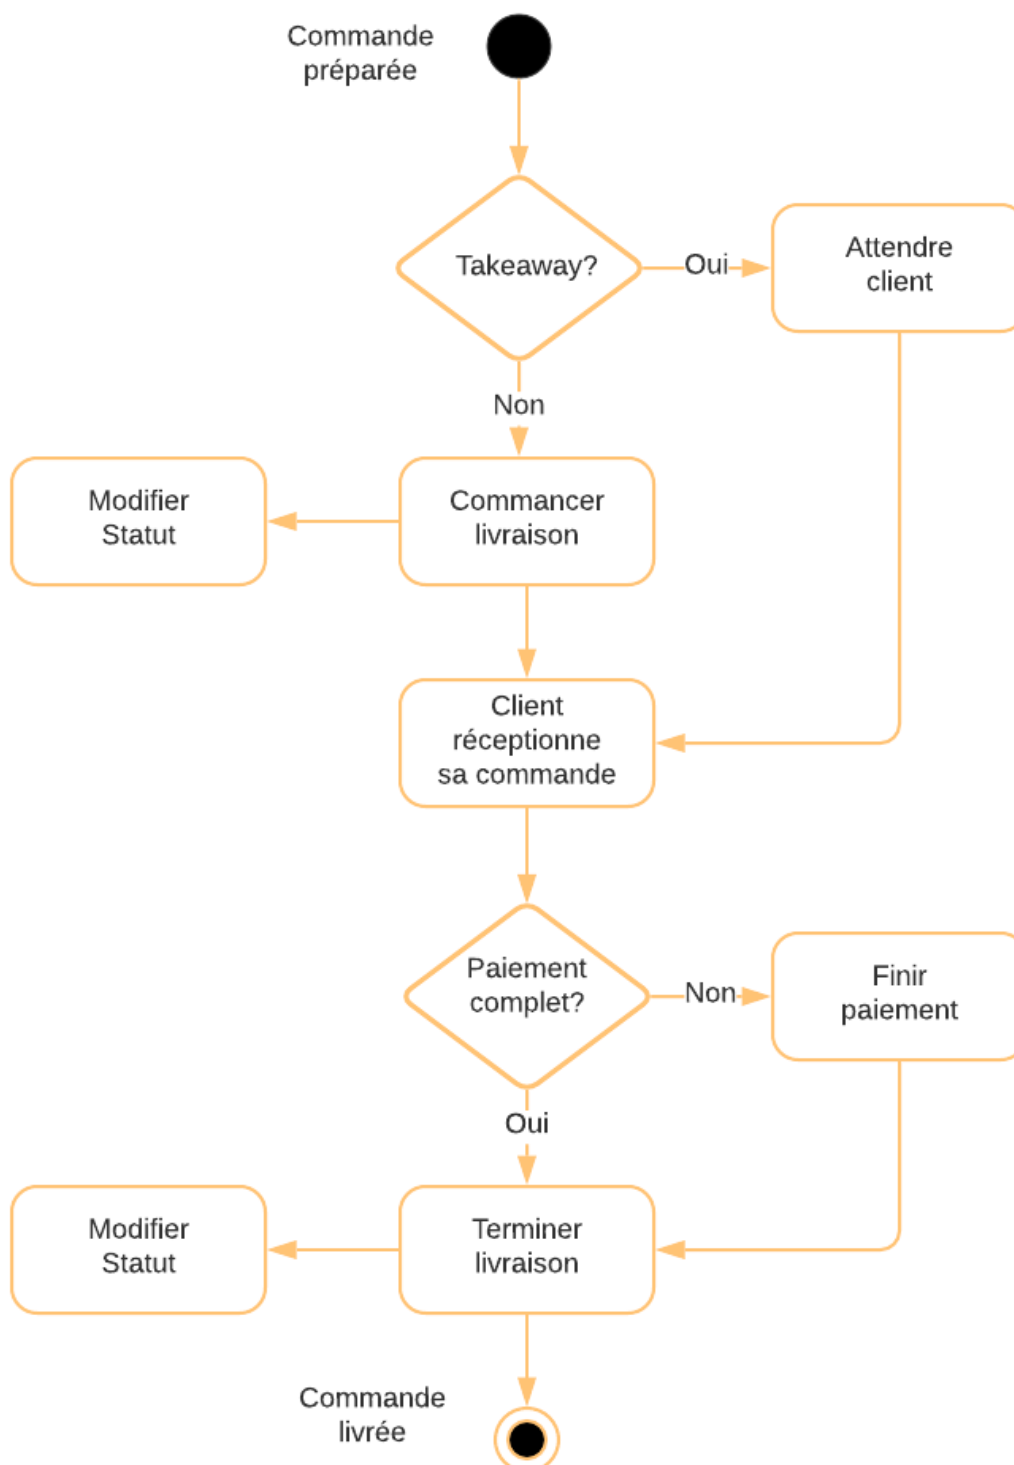 Commande
préparée
Takeaway?
Oui
Attendre
client
Non
Modifier
Statut
Commancer
livraison
Client
réceptionne
sa commande
Paiement
complet?
Non
Finir
paiement
Oui
Modifier
Statut
Terminer
livraison
Commande
livrée